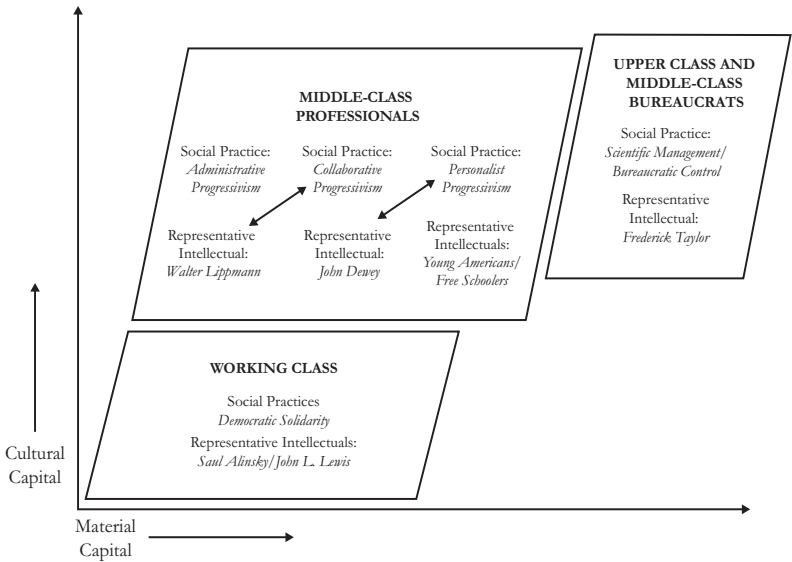 MIDDLE-CLASS
PROFESSIONALS
Social Practice:
Administrative
Progressivism
Representative
Intellectual:
Walter Lippmann
Social Practice:
Collaborative
Progressivism
Representative
Intellectual:
John Dewey
Social Practice:
Personalist
Progressivism
Representative
Intellectuals:
Young Americans/
Free Schoolers
UPPER CLASS AND
MIDDLE-CLASS
BUREAUCRATS
Social Practice:
Scientific Management/
Bureaucratic Control
Representative
Intellectual:
Frederick Taylor
WORKING CLASS
Social Practices
Democratic Solidarity
Representative Intellectuals:
Saul Alinsky/John L. Lewis
Cultural
Capital
Material
Capital